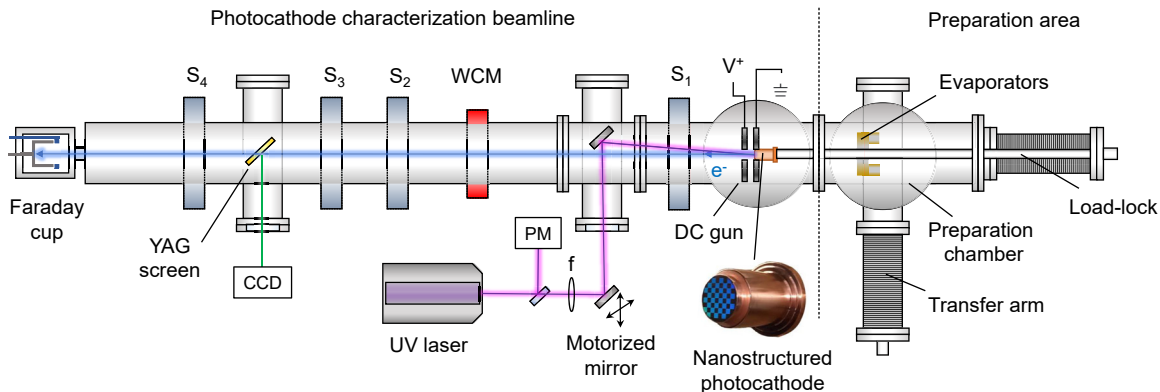 Photocathode characterization beamline
Preparation area
S4
S3
S2
WCM
S1
V+
Evaporators
e-
Faraday
cup
YAG
screen
CCD
PM
f
UV laser
Motorized
mirror
DC gun
Nanostructured
photocathode
Load-lock
Preparation
chamber
Transfer arm